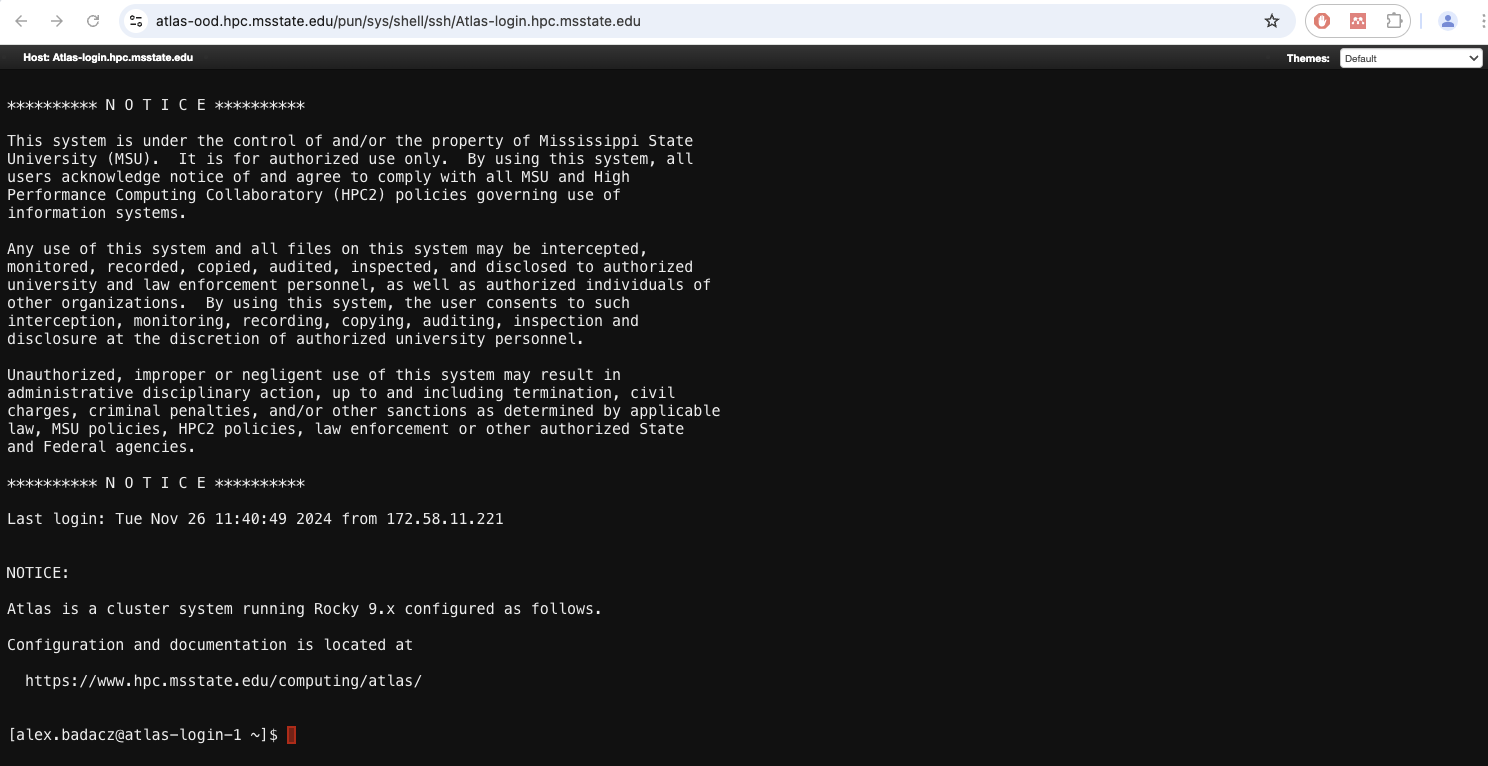 atlas-ood.hpc.msstate.edu/pun/sys/shell/ssh/Atlas-login.hpc.msstate.edu
Host: Atlas-login.hpc.msstate.edu
Themes: Default
********** N O T I C E **********
This system is under the control of and/or the property of Mississippi State
University (MSU).  It is for authorized use only.  By using this system, all
users acknowledge notice of and agree to comply with all MSU and High
Performance Computing Collaboratory (HPC2) policies governing use of
information systems.
Any use of this system and all files on this system may be intercepted,
monitored, recorded, copied, audited, inspected, and disclosed to authorized
university and law enforcement personnel, as well as authorized individuals of
other organizations.  By using this system, the user consents to such
interception, monitoring, recording, copying, auditing, inspection and
disclosure at the discretion of authorized university personnel.
Unauthorized, improper or negligent use of this system may result in
administrative disciplinary action, up to and including termination, civil
charges, criminal penalties, and/or other sanctions as determined by applicable
law, MSU policies, HPC2 policies, law enforcement or other authorized State
and Federal agencies.
********** N O T I C E **********
Last login: Tue Nov 26 11:40:49 2024 from 172.58.11.221
NOTICE:
Atlas is a cluster system running Rocky 9.x configured as follows.
Configuration and documentation is located at
https://www.hpc.msstate.edu/computing/atlas/
[alex.badacz@atlas-login-1 ~]$